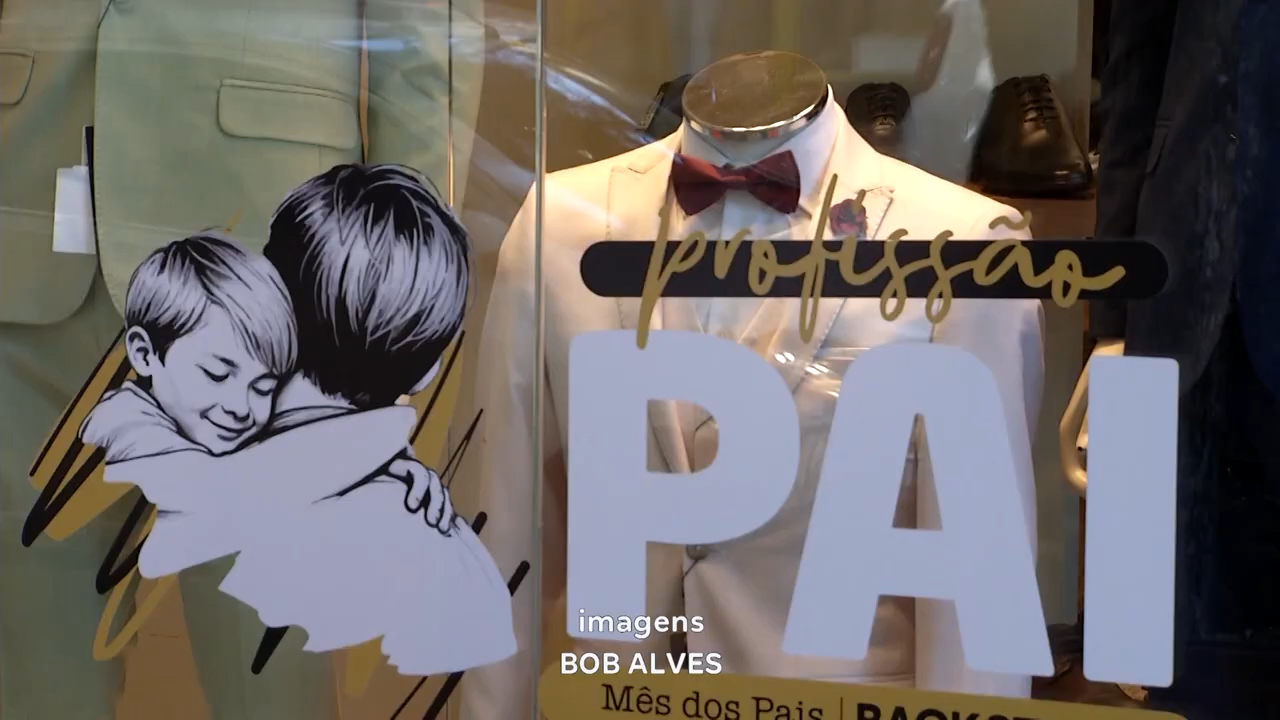 profissão
PAI
imagens
BOB ALVES
Mês dos Pais |